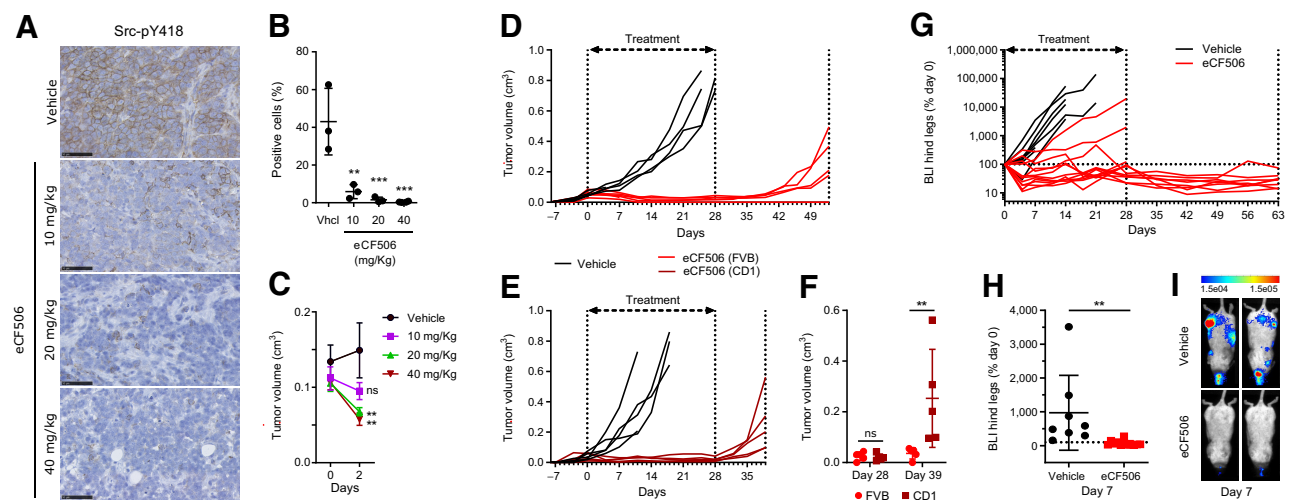 A
Src-pY418
Vehicle
eCF506
10 mg/kg
20 mg/kg
40 mg/kg
B
Positive cells (%)
80
60
40
20
0
**
***
***
Vhcl 10 20 40
eCF506
(mg/Kg)
C
Tumor volume (cm3)
0.2
0.1
0.0
Vehicle
10 mg/Kg
20 mg/Kg
40 mg/Kg
ns
**
**
0 2
Days
D
Treatment
Tumor volume (cm3)
1.0
0.8
0.6
0.4
0.2
0.0
–7 0 7 14 21 28 35 42 49
Days
Vehicle
eCF506 (FVB)
eCF506 (CD1)
E
Treatment
Tumor volume (cm3)
1.0
0.8
0.6
0.4
0.2
0.0
–7 0 7 14 21 28 35
Days
F
Tumor volume (cm3)
0.6
0.4
0.2
0.0
ns
**
Day 28 Day 39
FVB CD1
G
Treatment
Vehicle
eCF506
BLI hind legs (% day 0)
1,000,000
100,000
10,000
1,000
100
10
0 7 14 21 28 35 42 49 56 63
Days
H
BLI hind legs (% day 0)
4,000
3,000
2,000
1,000
0
**
Vehicle eCF506
Day 7
I
1.5e04 1.5e05
Vehicle
eCF506
Day 7